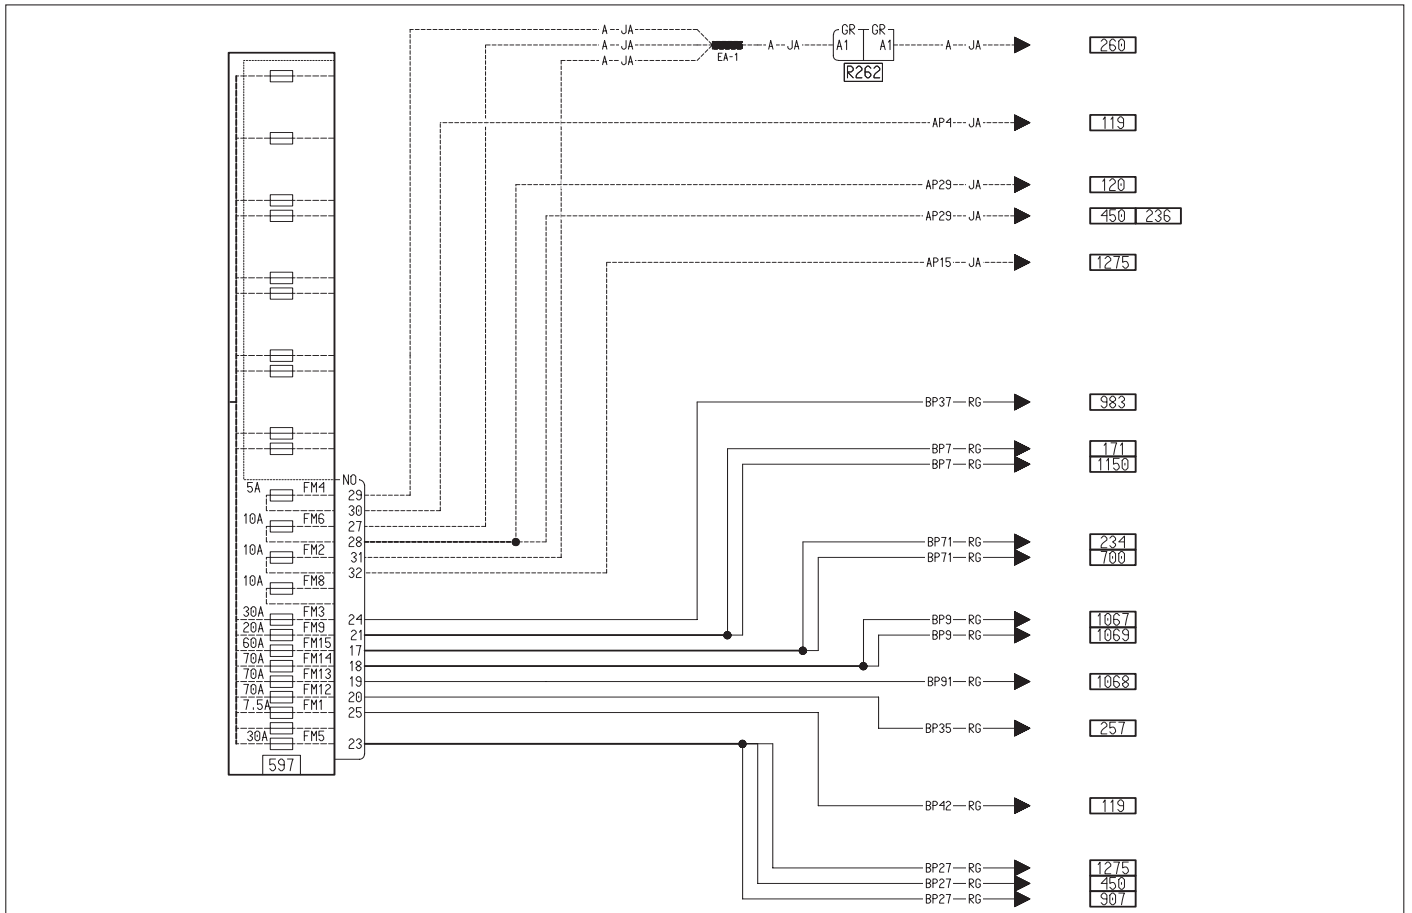 A JA GR GR
A JA A JA A1 A1 A JA 260
A JA EA-1
R262
AP4 JA 119
AP29 JA 120
AP29 JA 450 236
AP15 JA 1275
BP37 RG 983
BP7 RG 171
BP7 RG 1150
NO
5A FM4 29
30
10A FM6 27
28 BP71 RG 234
10A FM2 31 BP71 RG 700
32
10A FM8
30A FM3 24 BP9 RG 1067
20A FM9 21 BP9 RG 1069
60A FM15 17
70A FM14 18
70A FM13 19 BP91 RG 1068
70A FM12 20
7.5A FM1 25
BP35 RG 257
30A FM5 23
597
BP42 RG 119
BP27 RG 1275
BP27 RG 450
BP27 RG 907